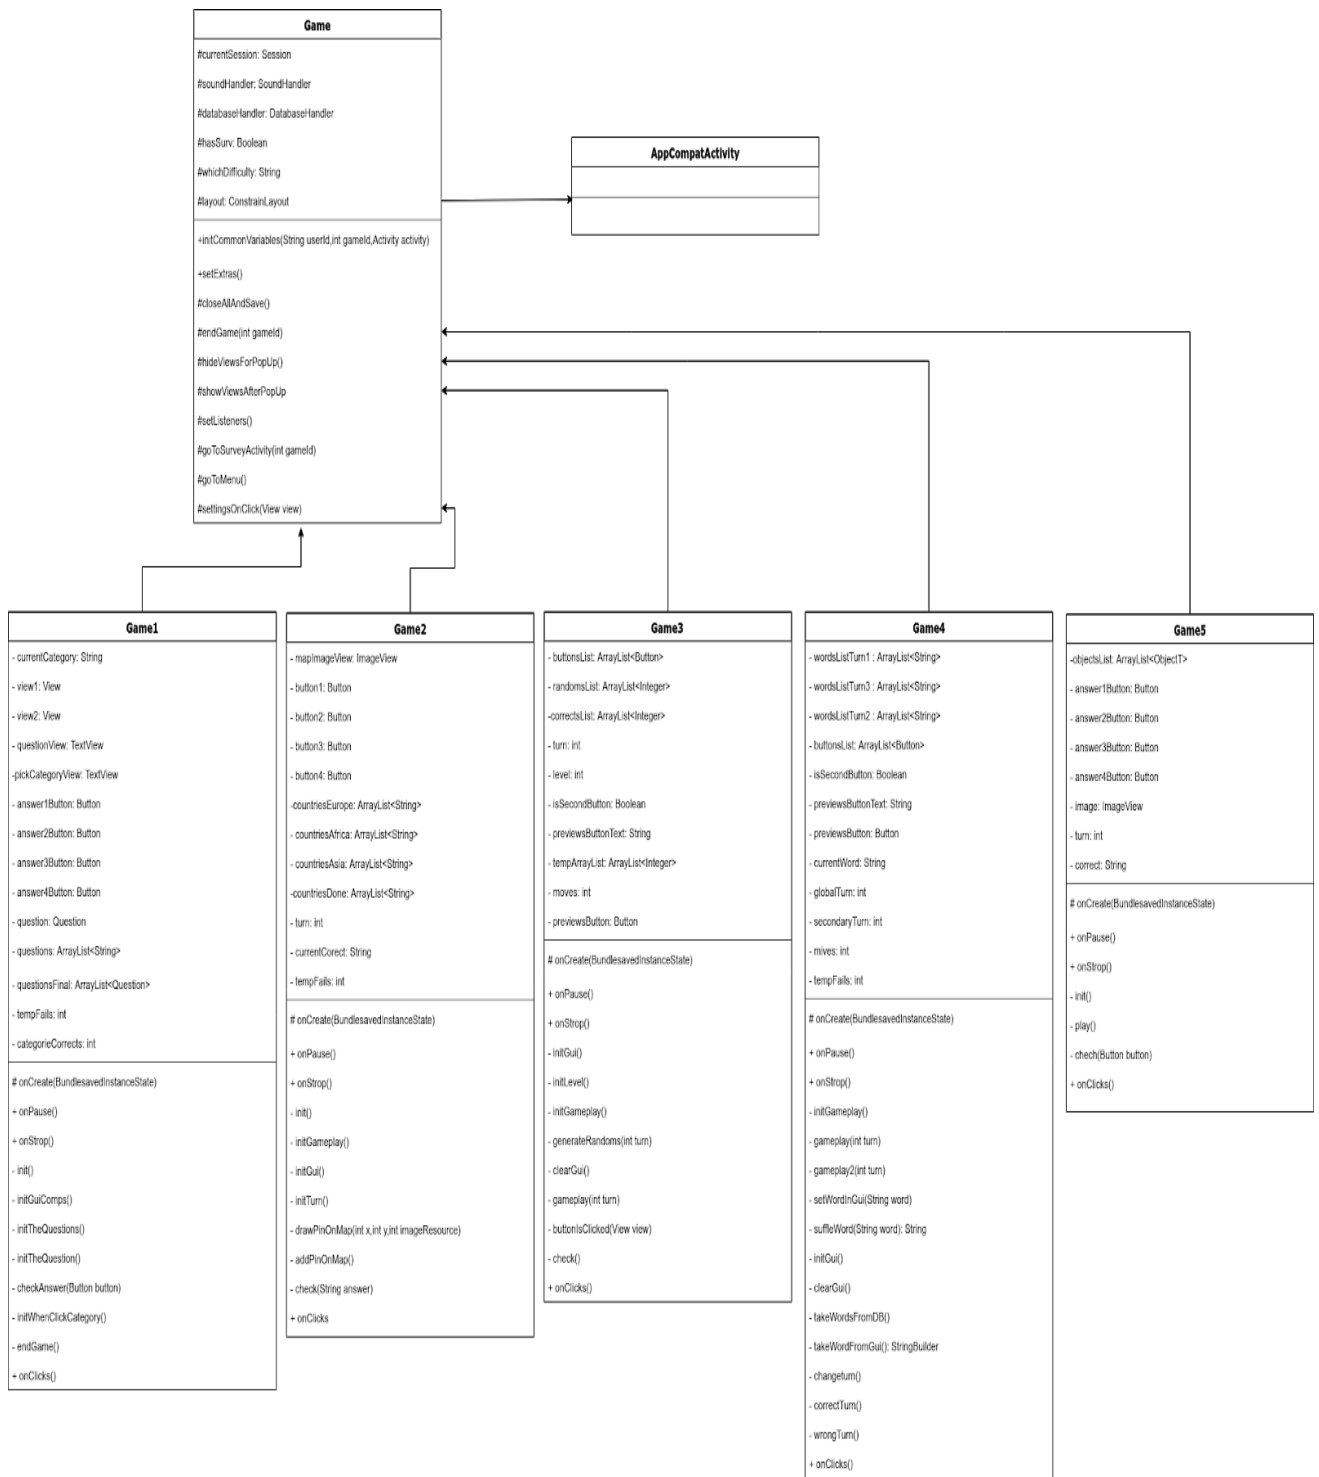 Game
#currentSession: Session
#soundHandler: SoundHandler
#databaseHandler: DatabaseHandler
#hasSurv: Boolean
#whichDifficulty: String
#layout: ConstrainLayout
+initCommonVariables(String userId,int gameId,Activity activity)
+setExtras()
#closeAllAndSave()
#endGame(int gameId)
#hideViewsForPopUp()
#showViewsAfterPopUp
#setListeners()
#goToSurveyActivity(int gameId)
#goToMenu()
#settingsOnClick(View view)
AppCompatActivity
Game1
- currentCategory: String
- view1: View
- view2: View
- questionView: TextView
-pickCategoryView: TextView
- answer1Button: Button
- answer2Button: Button
- answer3Button: Button
- answer4Button: Button
- question: Question
- questions: ArrayList<String>
- questionsFinal: ArrayList<Question>
- tempFails: int
- categorieCorrects: int
# onCreate(BundlesavedInstanceState)
+ onPause()
+ onStrop()
- init()
- initGuiComps()
- initTheQuestions()
- initTheQuestion()
- checkAnswer(Button button)
- initWhenClickCategory()
- endGame()
+ onClicks()
Game2
- mapImageView: ImageView
- button1: Button
- button2: Button
- button3: Button
- button4: Button
-countriesEurope: ArrayList<String>
- countriesAfrica: ArrayList<String>
- countriesAsia: ArrayList<String>
-countriesDone: ArrayList<String>
- turn: int
- currentCorect: String
- tempFails: int
# onCreate(BundlesavedInstanceState)
+ onPause()
+ onStrop()
- init()
- initGameplay()
- initGui()
- initTurn()
- drawPinOnMap(int x,int y,int imageResource)
- addPinOnMap()
- check(String answer)
+ onClicks
Game3
- buttonsList: ArrayList<Button>
- randomsList: ArrayList<Integer>
-correctsList: ArrayList<Integer>
- turn: int
- level: int
- isSecondButton: Boolean
- previewsButtonText: String
- tempArrayList: ArrayList<Integer>
- moves: int
- previewsButton: Button
# onCreate(BundlesavedInstanceState)
+ onPause()
+ onStrop()
- initGui()
- initLevel()
- initGameplay()
- generateRandoms(int turn)
- clearGui()
- gameplay(int turn)
- buttonIsClicked(View view)
- check()
+ onClicks()
Game4
- wordsListTurn1 : ArrayList<String>
- wordsListTurn3 : ArrayList<String>
- wordsListTurn2 : ArrayList<String>
- buttonsList: ArrayList<Button>
- isSecondButton: Boolean
- previewsButtonText: String
- previewsButton: Button
- currentWord: String
- globalTurn: int
- secondaryTurn: int
- mives: int
- tempFails: int
# onCreate(BundlesavedInstanceState)
+ onPause()
+ onStrop()
- initGameplay()
- gameplay(int turn)
- gameplay2(int turn)
- setWordInGui(String word)
- suffleWord(String word): String
- initGui()
- clearGui()
- takeWordsFromDB()
- takeWordFromGui(): StringBuilder
- changeturn()
- correctTurn()
- wrongTurn()
+ onClicks()
Game5
-objectsList: ArrayList<ObjectT>
- answer1Button: Button
- answer2Button: Button
- answer3Button: Button
- answer4Button: Button
- image: ImageView
- turn: int
- correct: String
# onCreate(BundlesavedInstanceState)
+ onPause()
+ onStrop()
- init()
- play()
- chech(Button button)
+ onClicks()